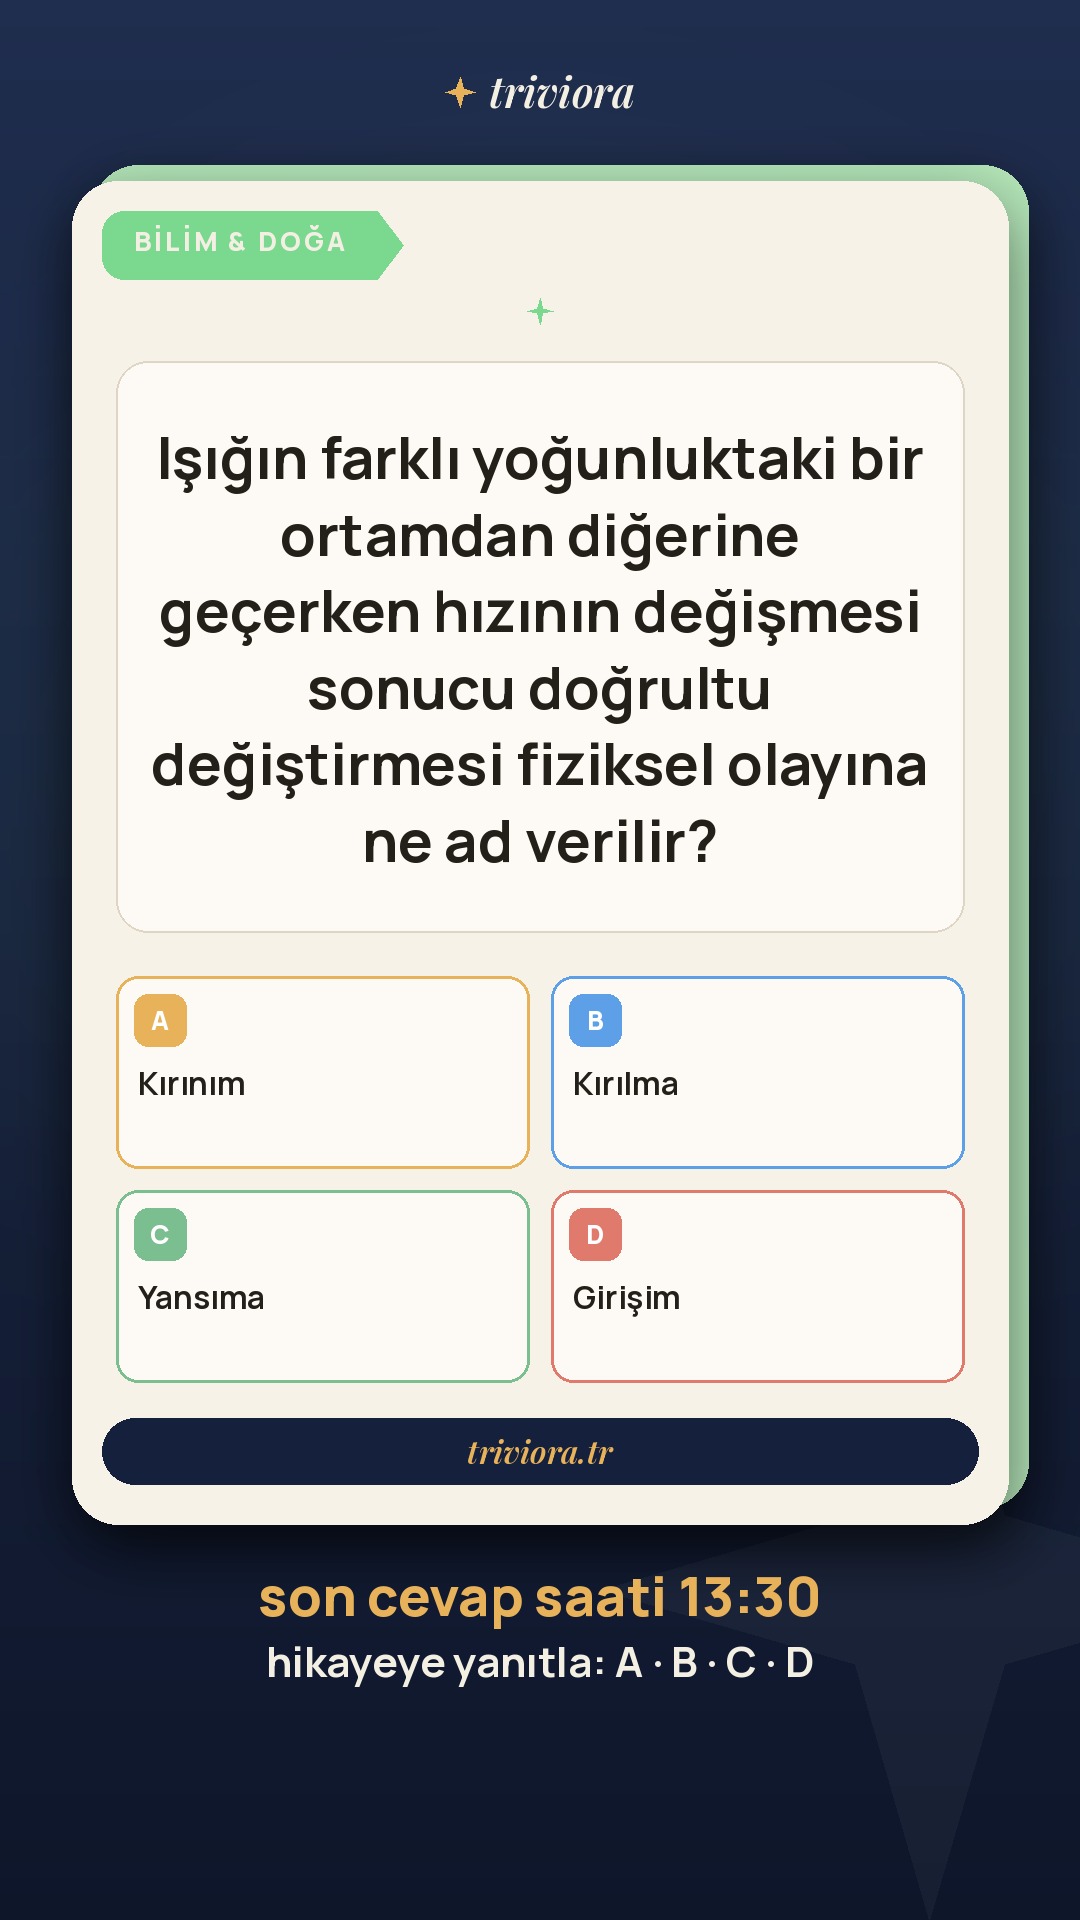 triviora
BİLİM & DOĞA
Işığın farklı yoğunluktaki bir
ortamdan diğerine
geçerken hızının değişmesi
sonucu doğrultu
değiştirmesi fiziksel olayına
ne ad verilir?
A
Kırınım
B
Kırılma
C
Yansıma
D
Girişim
triviora.tr
son cevap saati 13:30
hikayeye yanıtla: A · B · C · D